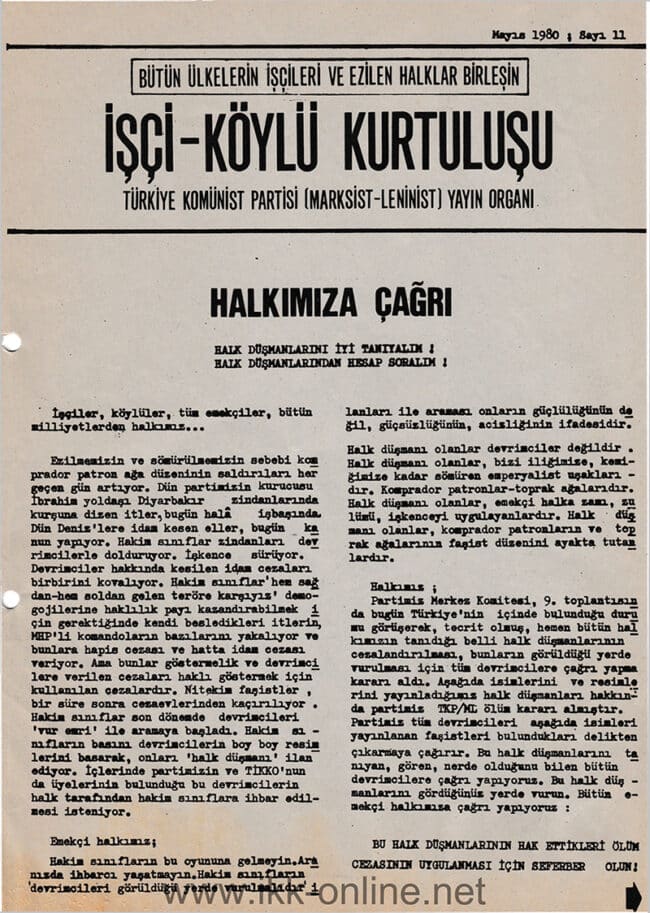 Mayıs 1980 ; Sayı 11
BÜTÜN ÜLKELERİN İŞÇİLERİ VE EZİLEN HALKLAR BİRLEŞİN
İŞÇİ-KÖYLÜ KURTULUŞU
TÜRKİYE KOMÜNİST PARTİSİ (MARKSİST-LENİNİST) YAYIN ORGANI
HALKIMIZA ÇAĞRI
HALK DÜŞMANLARINI İYİ TANIYALIM !
HALK DÜŞMANLARINDAN HESAP SORALIM !
İşçiler, köylüler, tüm emekçiler, bütün
milliyetlerden halkımız...
Ezilmemizin ve sömürülmemizin sebebi kom
prador patron ağa düzeninin saldırıları her
geçen gün artıyor. Dün partimizin kurucusu
İbrahim yoldaşı Diyarbakır zindanlarında
kurşuna dizen itler, bugün halâ işbaşında.
Dün Deniz'lere idam kesen eller, bugün ka
nun yapıyor. Hakim sınıflar zindanları dev
rimcilerle dolduruyor. İşkence sürüyor.
Devrimciler hakkında kesilen idam cezaları
birbirini kovalıyor. Hakim sınıflar'hem sağ
dan-hem soldan gelen teröre karşıyız' demo-
gojilerine haklılık payı kazandırabilmek i
çin gerektiğinde kendi besledikleri itlerin,
MHP'li komandoların bazılarını yakalıyor ve
bunlara hapis cezası ve hatta idam cezası
veriyor. Ama bunlar göstermelik ve devrimci
lere verilen cezaları haklı göstermek için
kullanılan cezalardır. Nitekim faşistler ,
bir süre sonra cezaevlerinden kaçırılıyor .
Hakim sınıflar son dönemde devrimcileri
'vur emri' ile aramaya başladı. Hakim sı -
nıfların basını devrimcilerin boy boy resim
lerini basarak, onları 'halk düşmanı' ilan
ediyor. İçlerinde partimizin ve TİKKO'nun
da üyelerinin bulunduğu bu devrimcilerin
halk tarafından hakim sınıflara ihbar edil-
mesi isteniyor.
Emekçi halkımız;
Hakim sınıfların bu oyununa gelmeyin.Ara
nızda ihbarcı yaşatmayın.Hakim sınıfların
'devrimcileri görüldüğü yerde vurulmalıdır' i
lanları ile araması onların güçlülüğünün de
ğil, güçsüzlüğünün, acizliğinin ifadesidir.
Halk düşmanı olanlar devrimciler değildir .
Halk düşmanı olanlar, bizi iliğimize, kemi-
ğimize kadar sömüren emperyalist uşakları -
dır. Komprador patronlar-toprak ağalarıdır.
Halk düşmanı olanlar, emekçi halka zamı, zu
lümü, işkenceyi uygulayanlardır. Halk düş
manı olanlar, komprador patronların ve top
rak ağalarının faşist düzenini ayakta tutan
lardır.
Halkımız ;
Partimiz Merkez Komitesi, 9. toplantısın
da bugün Türkiye'nin içinde bulunduğu duru
mu görüşerek, tecrit olmuş, hemen bütün hal
kımızın tanıdığı belli halk düşmanlarının
cezalandırılması, bunların görüldüğü yerde
vurulması için tüm devrimcilere çağrı yapma
kararı aldı. Aşağıda isimlerini ve resimle
rini yayınladığımız halk düşmanları hakkın-
da partimiz TKP/ML ölüm kararı almıştır.
Partimiz tüm devrimcileri aşağıda isimleri
yayınlanan faşistleri bulundukları delikten
çıkarmaya çağırır. Bu halk düşmanlarını ta
nıyan, gören, nerde olduğunu bilen bütün
devrimcilere çağrı yapıyoruz. Bu halk düş -
manlarını gördüğünüz yerde vurun. Bütün e-
mekçi halkımıza çağrı yapıyoruz :
BU HALK DÜŞMANLARININ HAK ETTİKLERİ ÖLÜM
CEZASININ UYGULANMASI İÇİN SEFERBER OLUN!
www.ikk-online.net